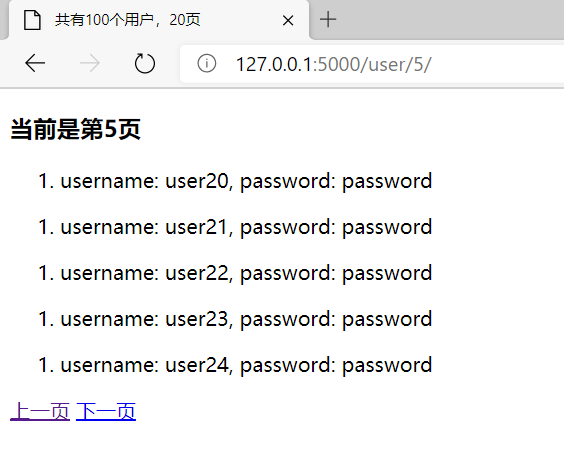 共有100个用户，20页
127.0.0.1:5000/user/5/
当前是第5页
1. username: user20, password: password
1. username: user21, password: password
1. username: user22, password: password
1. username: user23, password: password
1. username: user24, password: password
上一页 下一页